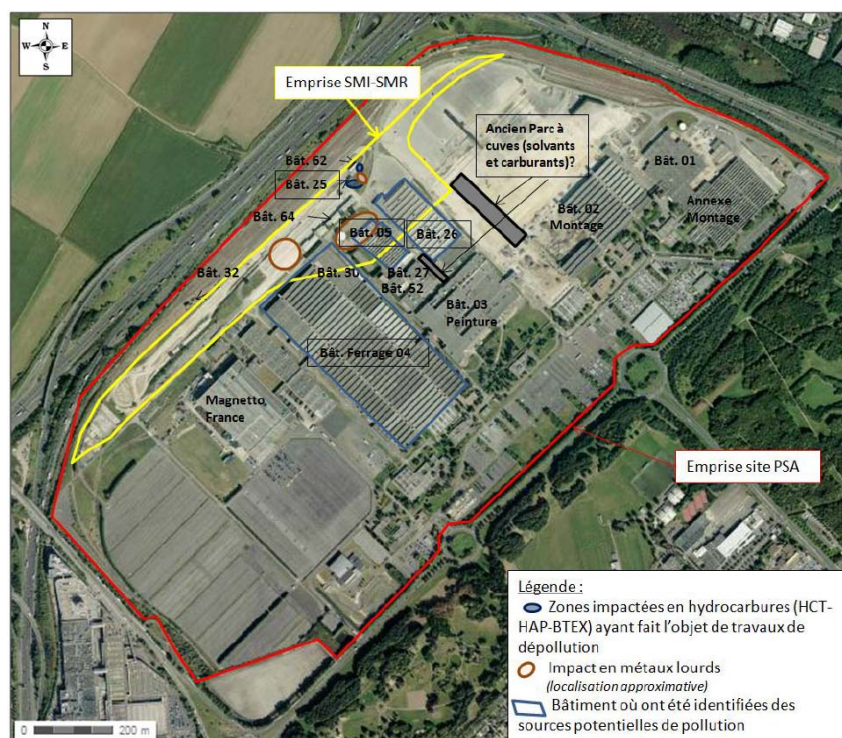 N
W E
S
Emprise SMI-SMR
Ancien Parc à
cuves (solvants
et carburants)?
Bât. 62
Bât. 25
Bât. 01
Bât. 64
Bât. 05
Bât. 26
Bât. 02
Montage
Annexe
Montage
Bât. 32
Bât. 30
Bât. 27
Bât. 52
Bât. 03
Peinture
Bât. Ferrage 04
Magnetto
France
Emprise site PSA
Légende :
Zones impactées en hydrocarbures (HCT-
HAP-BTEX) ayant fait l'objet de travaux de
dépollution
Impact en métaux lourds
(localisation approximative)
Bâtiment où ont été identifiées des
sources potentielles de pollution
0 200 m